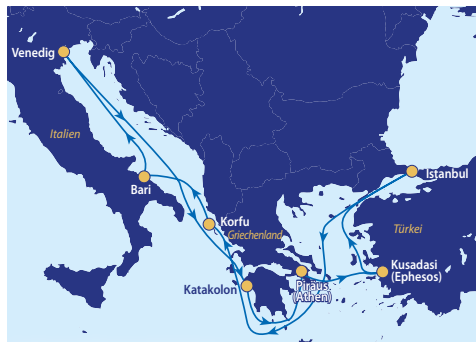 Venedig
Italien
Bari
Korfu
Griechenland
Katakolon
Piräus
(Athen)
Istanbul
Türkei
Kusadasi
(Ephesos)